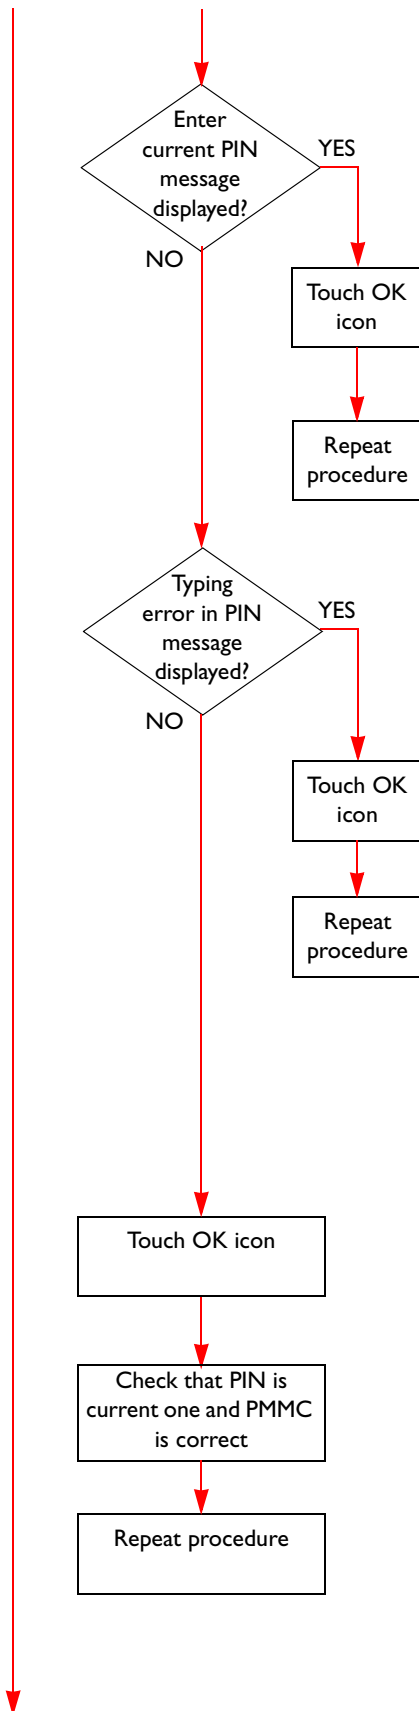 Enter
current PIN
message
displayed?
YES
NO
Touch OK
icon
Repeat
procedure
Typing
error in PIN
message
displayed?
YES
NO
Touch OK
icon
Repeat
procedure
Touch OK icon
Check that PIN is
current one and PMMC
is correct
Repeat procedure